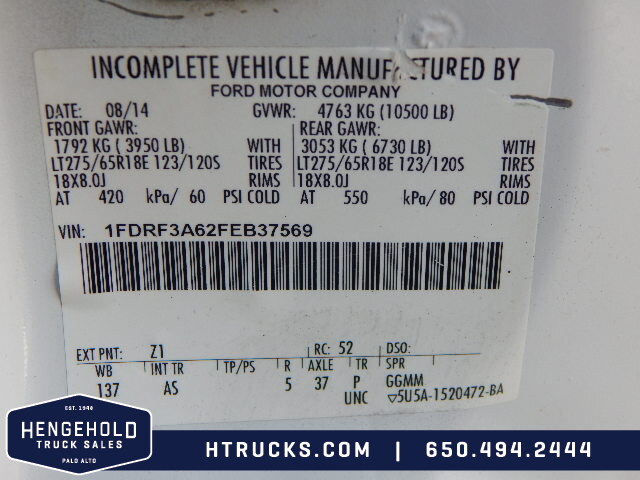 INCOMPLETE VEHICLE MANUFACTURED BY
FORD MOTOR COMPANY
DATE: 08/14 GVWR: 4763 KG (10500 LB)
FRONT GAWR: REAR GAWR:
1792 KG ( 3950 LB) WITH 3053 KG ( 6730 LB) WITH
LT275/65R18E 123/120S TIRES LT275/65R18E 123/120S TIRES
18X8.0J RIMS 18X8.0J RIMS
AT 420 kPa/ 60 PSI COLD AT 550 kPa/ 80 PSI COLD
VIN: 1FDRF3A62FEB37569
EXT PNT: Z1 RC: 52 DSO:
WB INT TR TP/PS R AXLE TR SPR
137 AS 5 37 P GGMM
UNC ▽5U5A-1520472-BA
EST. 1940
HENGEHOLD
TRUCK SALES
PALO ALTO
HTRUCKS.COM | 650.494.2444